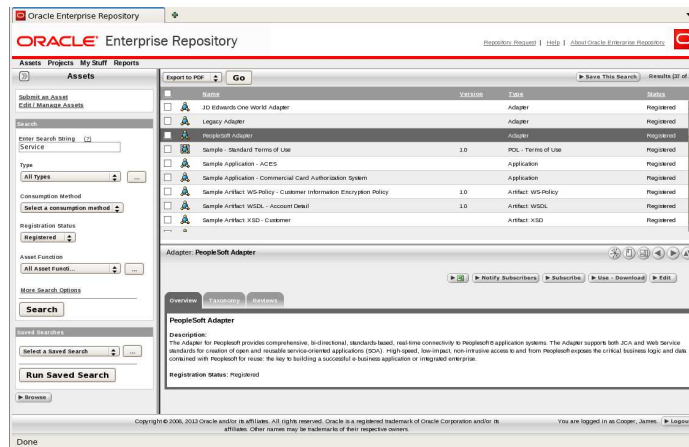 Oracle Enterprise Repository
ORACLE Enterprise Repository
Repository Request | Help | About Oracle Enterprise Repository
Assets Projects My Stuff Reports
Assets
Submit an Asset
Edit / Manage Assets
Search
Enter Search String [?]
Service
Type
All Types ...
Consumption Method
Select a consumption method
Registration Status
Registered
Asset Function
All Asset Functi... ...
More Search Options
Search
Saved Searches
Select a Saved Search ...
Run Saved Search
Browse
Export to PDF Go Save This Search Results (37 of
Name Version Type Status
JD Edwards One World Adapter Adapter Registered
Legacy Adapter Adapter Registered
PeopleSoft Adapter Adapter Registered
Sample - Standard Terms of Use 1.0 POL - Terms of Use Registered
Sample Application - ACES Application Registered
Sample Application - Commercial Card Authorization System Application Registered
Sample Artifact: WS-Policy - Customer Information Encryption Policy 1.0 Artifact: WS-Policy Registered
Sample Artifact: WSDL - Account Detail 1.0 Artifact: WSDL Registered
Sample Artifact: XSD - Customer Artifact: XSD Registered
Adapter: PeopleSoft Adapter
Notify Subscribers Subscribe Use - Download Edit
Overview Taxonomy Reviews
PeopleSoft Adapter
Description:
The Adapter for Peoplesoft provides comprehensive, bi-directional, standards-based, real-time connectivity to Peoplesoft 8 application systems. The Adapter supports both JCA and Web Service
standards for creation of open and reusable service-oriented applications (SOA). High-speed, low-impact, non-intrusive access to and from Peoplesoft exposes the critical business logic and data
contained with Peoplesoft for reuse: the key to building a successful e-business application or integrated enterprise.
Registration Status: Registered
Copyright © 2006, 2013 Oracle and/or its affiliates. All rights reserved. Oracle is a registered trademark of Oracle Corporation and/or its
affiliates. Other names may be trademarks of their respective owners.
You are logged in as Cooper, James. Logou
Done